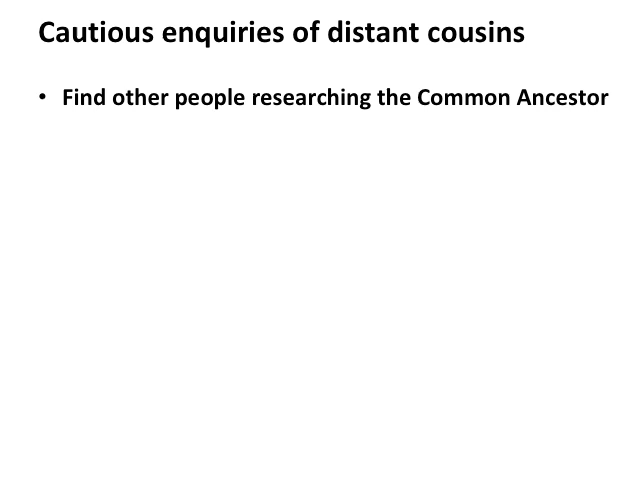 Cautious enquiries of distant cousins
• Find other people researching the Common Ancestor